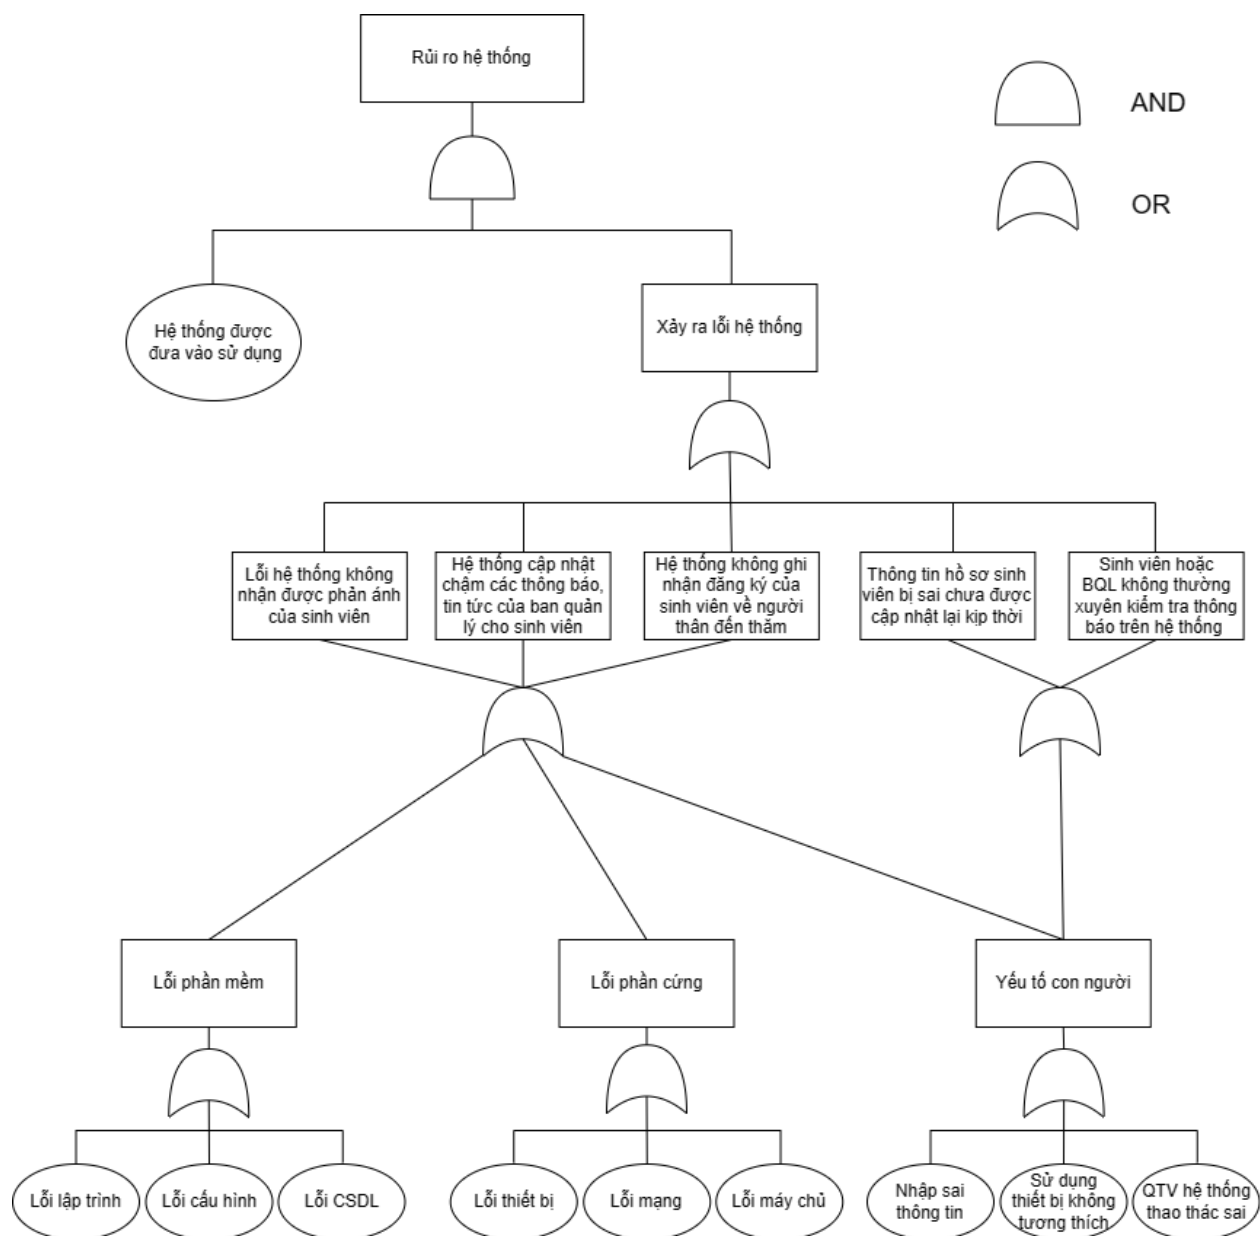 Rủi ro hệ thống
AND
OR
Hệ thống được
đưa vào sử dụng
Xảy ra lỗi hệ thống
Lỗi hệ thống không
nhận được phản ánh
của sinh viên
Hệ thống cập nhật
chậm các thông báo,
tin tức của ban quản
lý cho sinh viên
Hệ thống không ghi
nhận đăng ký của
sinh viên về người
thân đến thăm
Thông tin hồ sơ sinh
viên bị sai chưa được
cập nhật lại kịp thời
Sinh viên hoặc
BQL không thường
xuyên kiểm tra thông
báo trên hệ thống
Lỗi phần mềm
Lỗi phần cứng
Yếu tố con người
Lỗi lập trình
Lỗi cấu hình
Lỗi CSDL
Lỗi thiết bị
Lỗi mạng
Lỗi máy chủ
Nhập sai
thông tin
Sử dụng
thiết bị không
tương thích
QTV hệ thống
thao thác sai